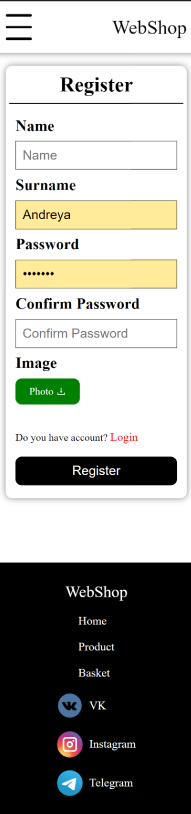 WebShop
Register
Name
Name
Surname
Andreya
Password
•••••••
Confirm Password
Confirm Password
Image
Photo
Do you have account? Login
Register
WebShop
Home
Product
Basket
VK
Instagram
Telegram